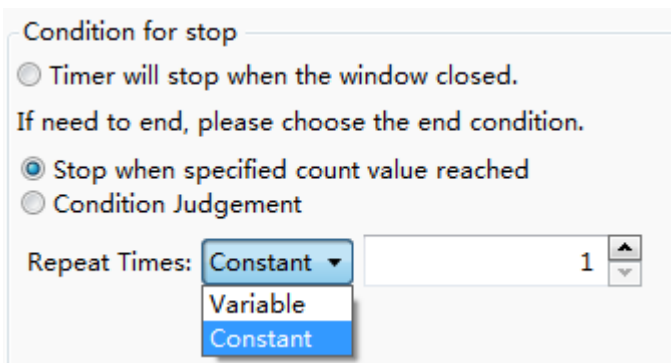 Condition for stop
Timer will stop when the window closed.
If need to end, please choose the end condition.
Stop when specified count value reached
Condition Judgement
Repeat Times: Constant 1
Variable
Constant